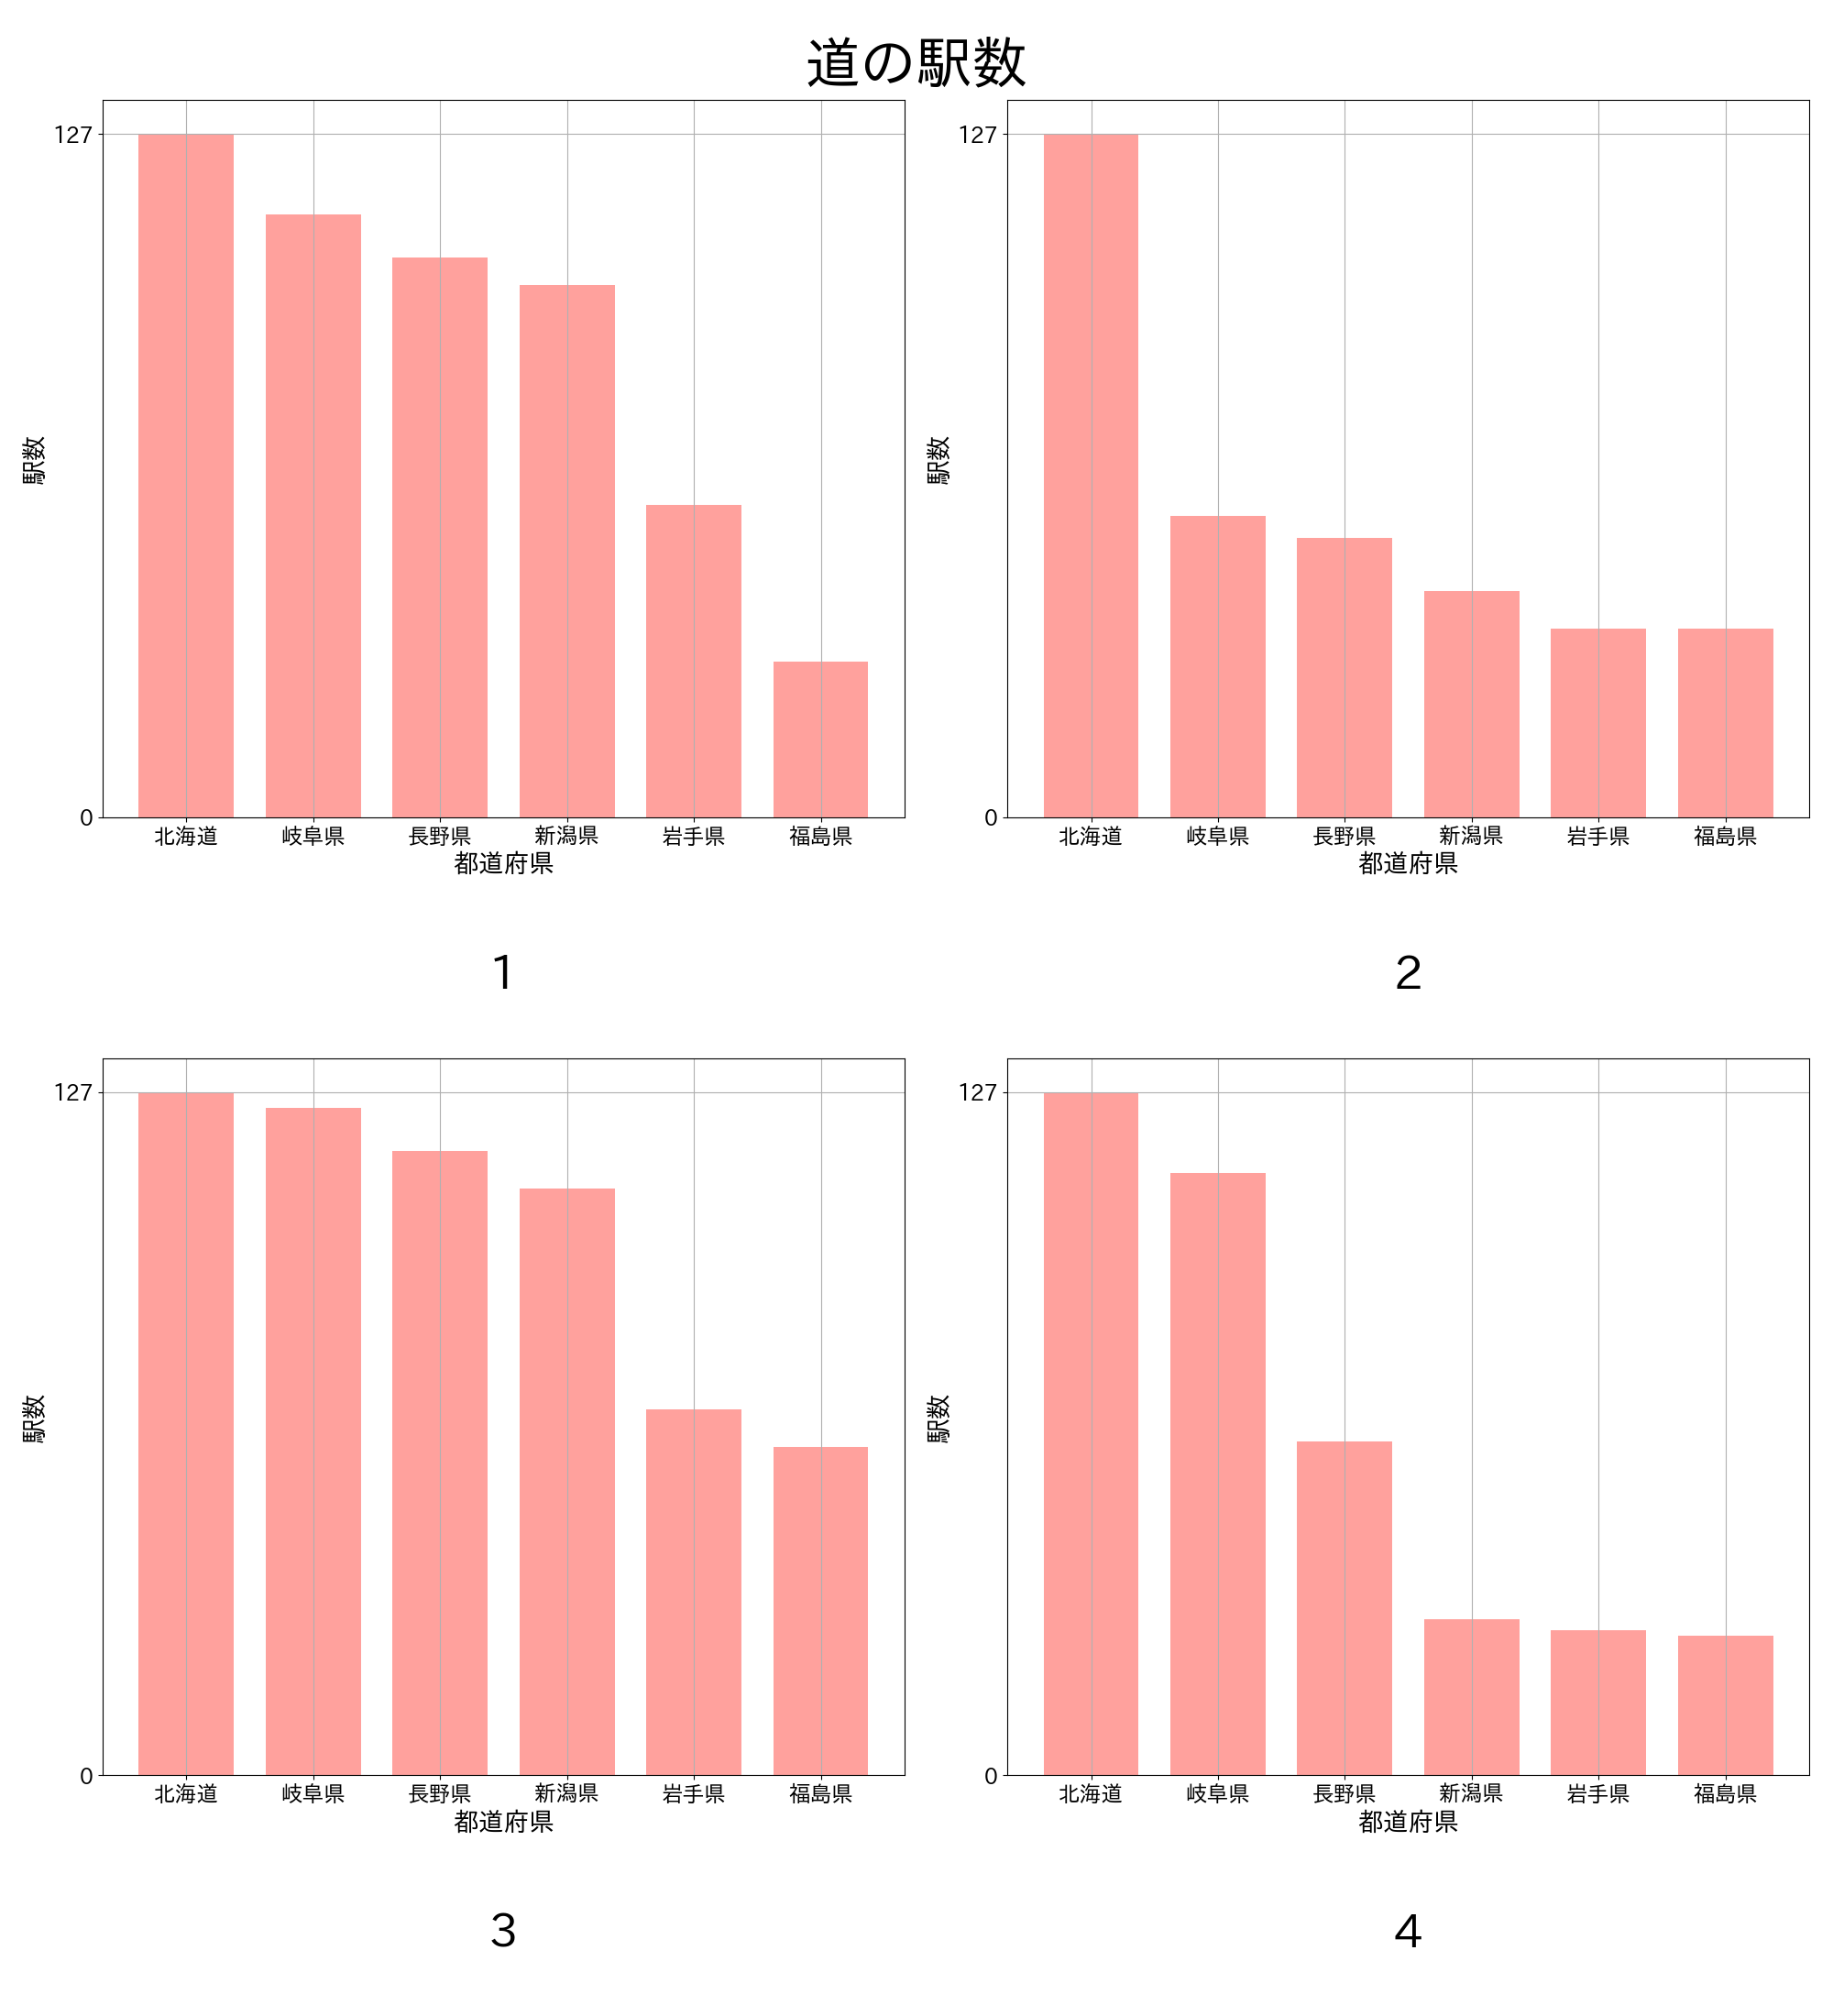 道の駅数
127
127
駅数
駅数
0
0
北海道 岐阜県 長野県 新潟県 岩手県 福島県
北海道 岐阜県 長野県 新潟県 岩手県 福島県
都道府県
都道府県
1
2
127
127
駅数
駅数
0
0
北海道 岐阜県 長野県 新潟県 岩手県 福島県
北海道 岐阜県 長野県 新潟県 岩手県 福島県
都道府県
都道府県
3
4